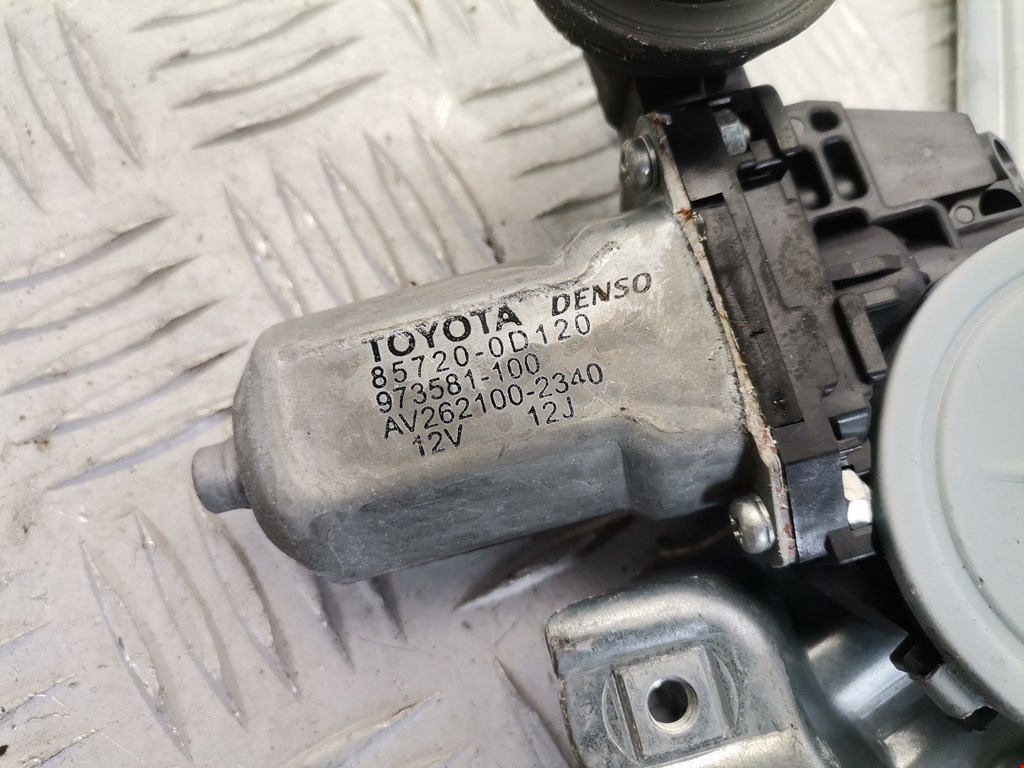 TOYOTA DENSO
85720-0D120
973581-100
AV262100-2340
12V 12J